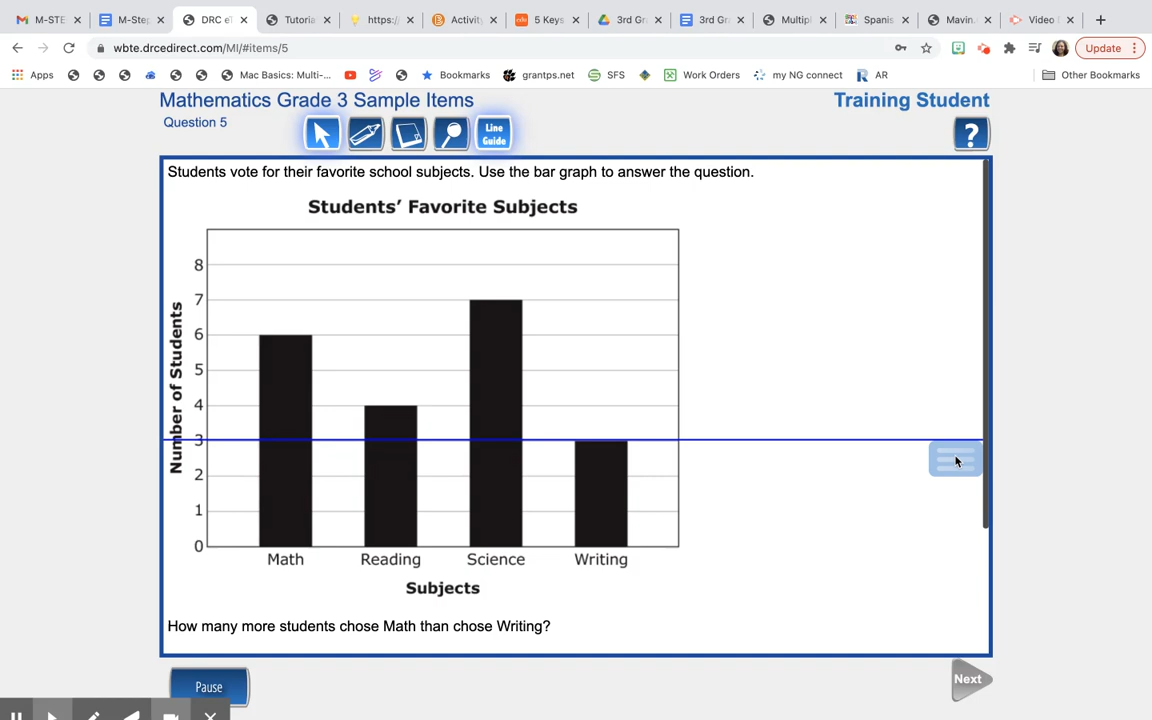 M-STE
M-Step
DRC eT
Tutoria
https:/
Activity
5 Keys
3rd Gr
3rd Gr
Multipl
Spanis
Mavin.
Video
wbte.drcedirect.com/MI/#items/5
Update
Apps
Mac Basics: Multi-...
Bookmarks
grantps.net
SFS
Work Orders
my NG connect
AR
Other Bookmarks
Mathematics Grade 3 Sample Items
Training Student
Question 5
Line
Guide
?
Students vote for their favorite school subjects. Use the bar graph to answer the question.
Students' Favorite Subjects
Number of Students
8
7
6
5
4
3
2
1
0
Math Reading Science Writing
Subjects
How many more students chose Math than chose Writing?
Pause
Next